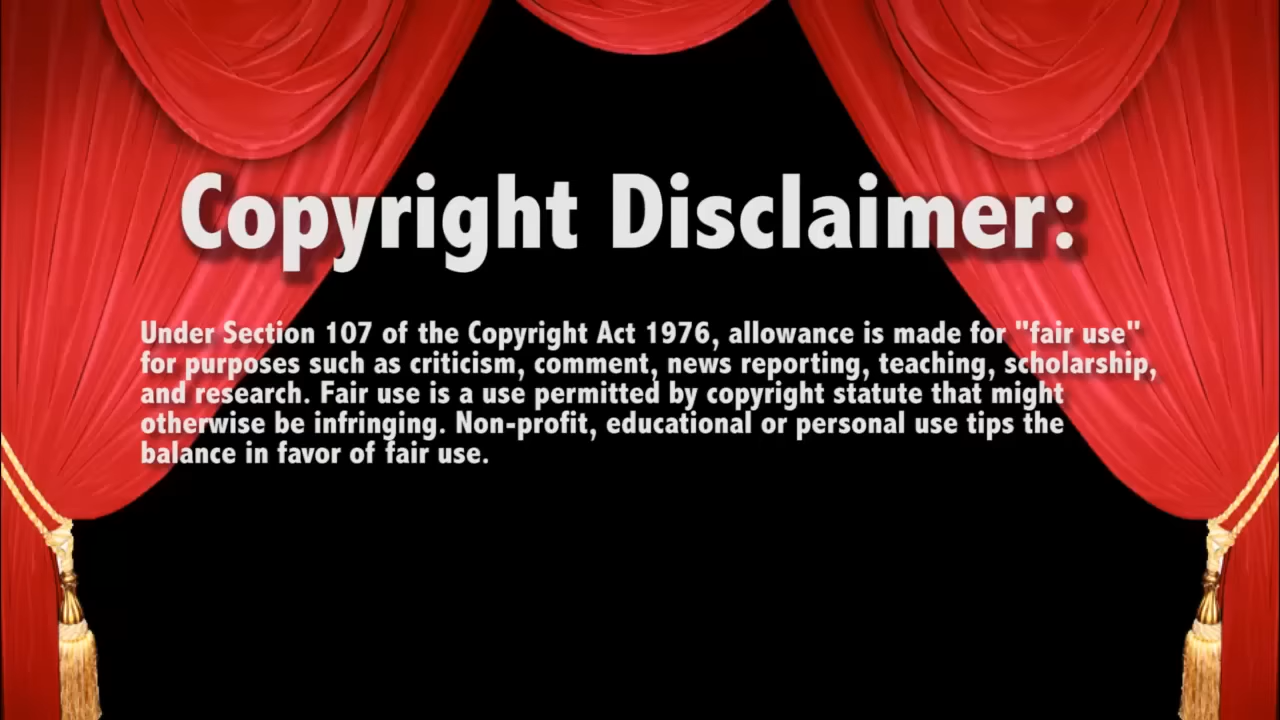 Copyright Disclaimer:
Under Section 107 of the Copyright Act 1976, allowance is made for "fair use"
for purposes such as criticism, comment, news reporting, teaching, scholarship,
and research. Fair use is a use permitted by copyright statute that might
otherwise be infringing. Non-profit, educational or personal use tips the
balance in favor of fair use.